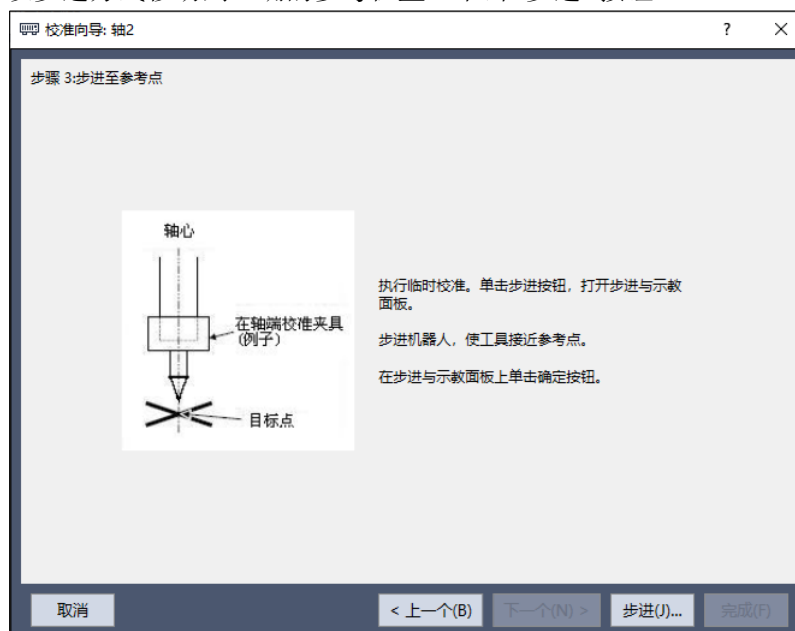 校准向导: 轴2
?
步骤 3:步进至参考点
轴心
在轴端校准夹具
(例子)
目标点
执行临时校准。单击步进按钮，打开步进与示教
面板。
步进机器人，使工具接近参考点。
在步进与示教面板上单击确定按钮。
取消
< 上一个(B)
下一个(N) >
步进(J)...
完成(F)